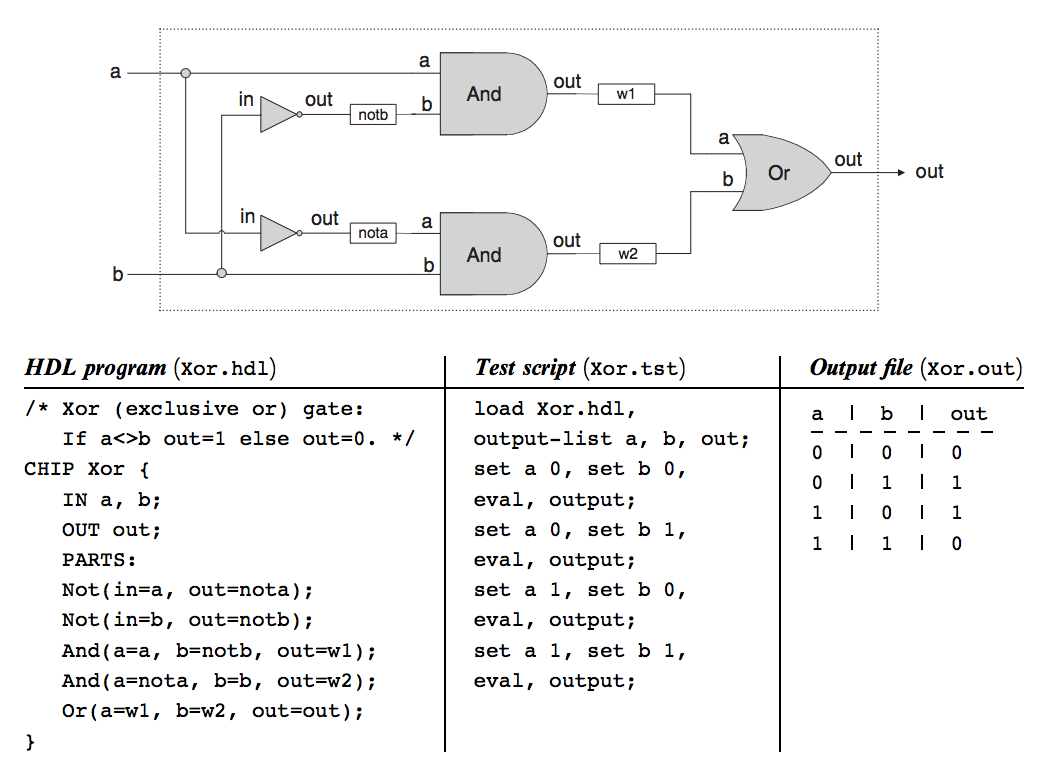 a
a
And
out
w1
in
out
notb
b
a
Or
out
out
b
in
out
nota
a
And
out
w2
b
b
HDL program (Xor.hdl)
/* Xor (exclusive or) gate:
If a<>b out=1 else out=0. */
CHIP Xor {
IN a, b;
OUT out;
PARTS:
Not(in=a, out=nota);
Not(in=b, out=notb);
And(a=a, b=notb, out=w1);
And(a=nota, b=b, out=w2);
Or(a=w1, b=w2, out=out);
}
Test script (Xor.tst)
load Xor.hdl,
output-list a, b, out;
set a 0, set b 0,
eval, output;
set a 0, set b 1,
eval, output;
set a 1, set b 0,
eval, output;
set a 1, set b 1,
eval, output;
Output file (Xor.out)
a | b | out
0 | 0 | 0
0 | 1 | 1
1 | 0 | 1
1 | 1 | 0